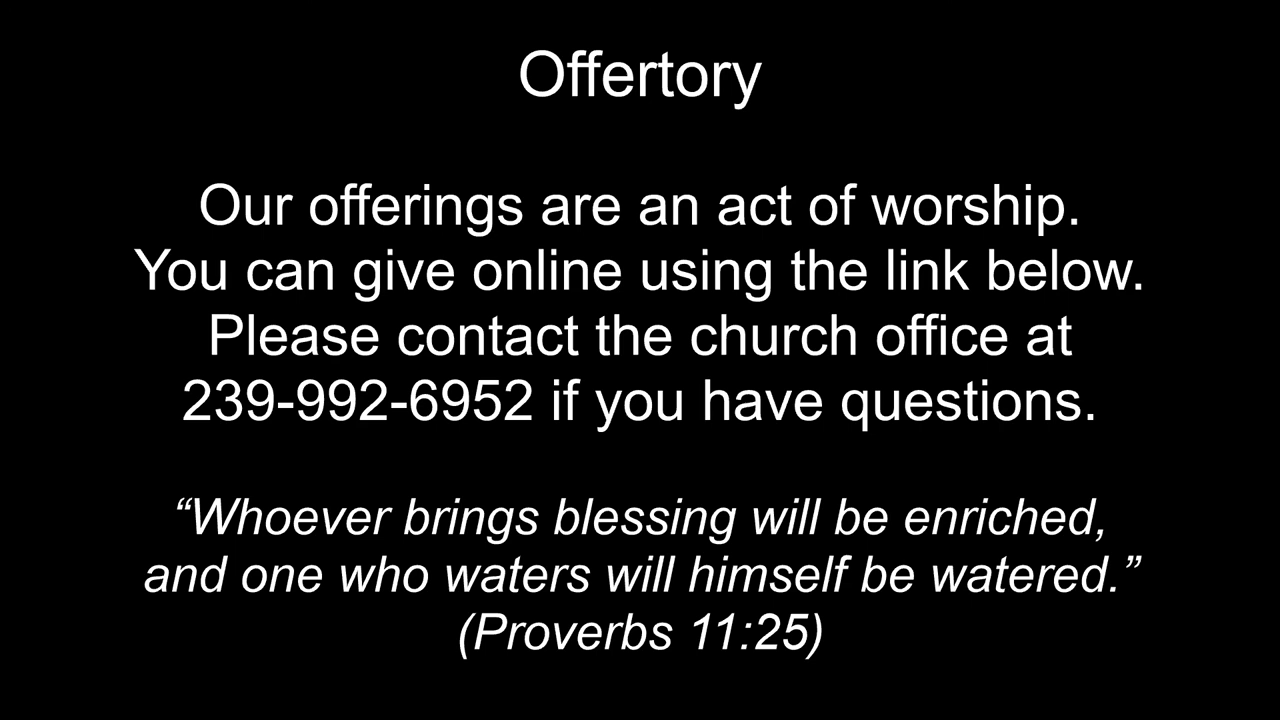 Offertory
Our offerings are an act of worship.
You can give online using the link below.
Please contact the church office at
239-992-6952 if you have questions.
“Whoever brings blessing will be enriched,
and one who waters will himself be watered.”
(Proverbs 11:25)